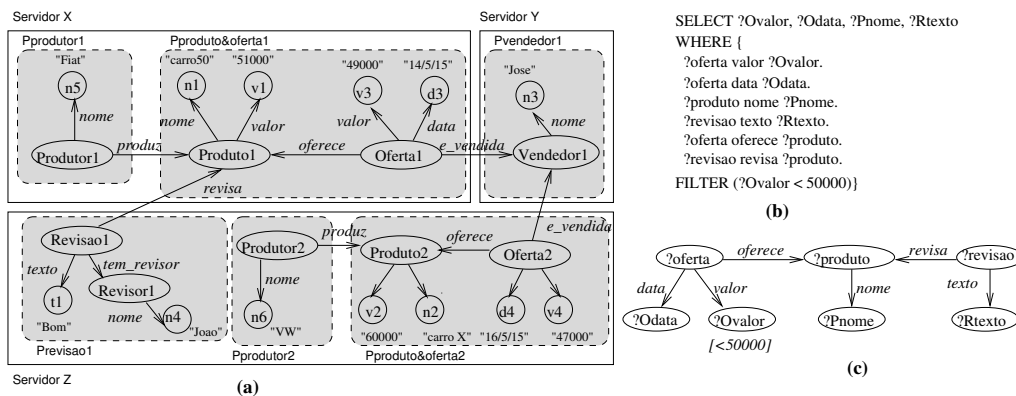 Servidor X
Servidor Y
Pprodutor1
Pproduto&oferta1
Pvendedor1
"Fiat"
"carro50"
"51000"
"49000"
"14/5/15"
"Jose"
n5
n1
v1
v3
d3
n3
nome
nome
valor
valor
data
nome
Produtor1
produz
Produto1
oferece
Oferta1
e_vendida
Vendedor1
revisa
Revisao1
texto
tem_revisor
Revisor1
t1
nome
n4
"Bom"
"Joao"
Previsao1
Produtor2
produz
nome
n6
"VW"
Pprodutor2
Produto2
oferece
Oferta2
e_vendida
v2
n2
d4
v4
"60000"
"carro X"
"16/5/15"
"47000"
Pproduto&oferta2
Servidor Z
(a)
SELECT ?Ovalor, ?Odata, ?Pnome, ?Rtexto
WHERE {
?oferta valor ?Ovalor.
?oferta data ?Odata.
?produto nome ?Pnome.
?revisao texto ?Rtexto.
?oferta oferece ?produto.
?revisao revisa ?produto.
FILTER (?Ovalor < 50000)}
(b)
?oferta
oferece
?produto
revisa
?revisao
data
valor
nome
texto
?Odata
?Ovalor
?Pnome
?Rtexto
[<50000]
(c)